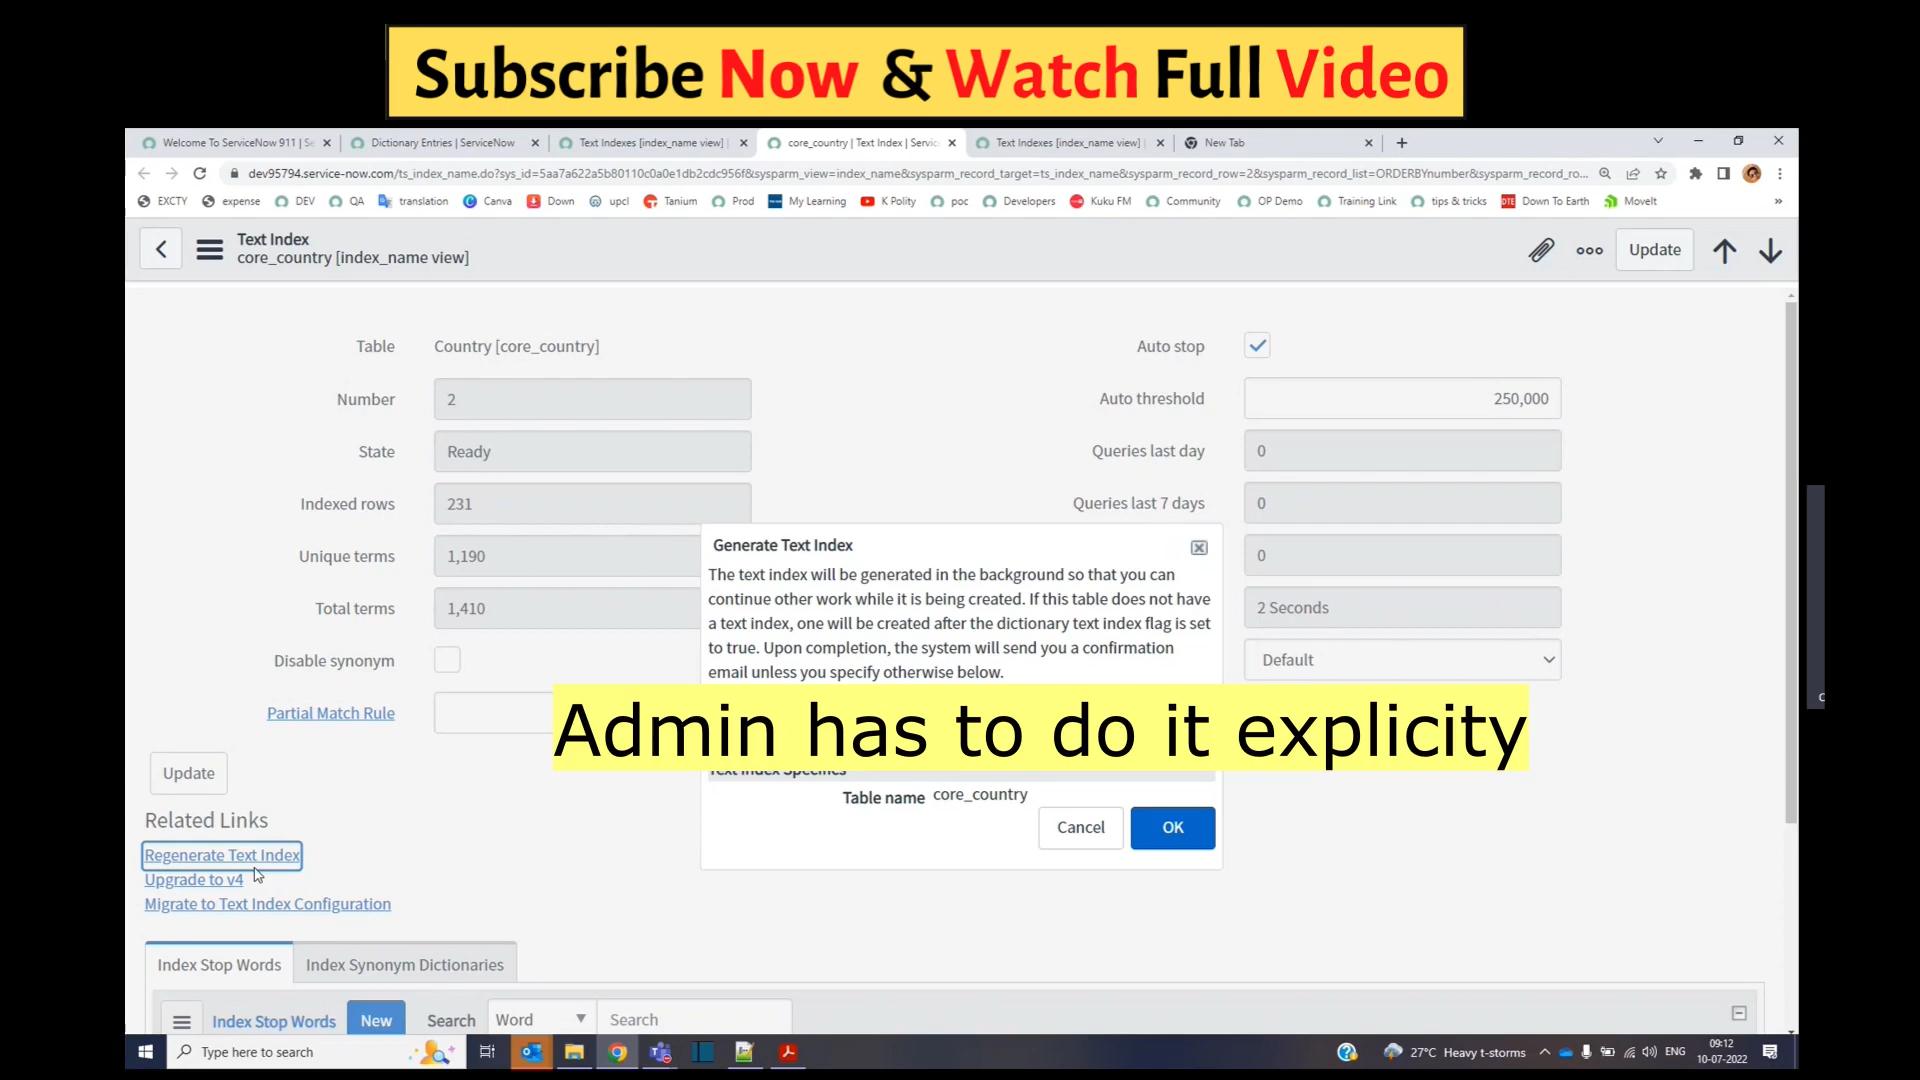 Subscribe Now & Watch Full Video
Welcome To ServiceNow 911 | Se
Dictionary Entries | ServiceNow
Text Indexes [index_name view] |
core_country | Text Index | Servic
Text Indexes [index_name view] |
New Tab
dev95794.service-now.com/ts_index_name.do?sys_id=5aa7a622a5b80110c0a0e1db2cdc956f&sysparm_view=index_name&sysparm_record_target=ts_index_name&sysparm_record_row=2&sysparm_record_list=ORDERBYnumber&sysparm_record_ro...
EXCTY
expense
DEV
QA
translation
Canva
Down
upcl
Tanium
Prod
My Learning
K Polity
poc
Developers
Kuku FM
Community
OP Demo
Training Link
tips & tricks
Down To Earth
MoveIt
Text Index
core_country [index_name view]
Update
Table
Country [core_country]
Auto stop
Number
2
Auto threshold
250,000
State
Ready
Queries last day
0
Indexed rows
231
Queries last 7 days
0
Unique terms
1,190
0
Total terms
1,410
2 Seconds
Disable synonym
Default
Partial Match Rule
Generate Text Index
The text index will be generated in the background so that you can
continue other work while it is being created. If this table does not have
a text index, one will be created after the dictionary text index flag is set
to true. Upon completion, the system will send you a confirmation
email unless you specify otherwise below.
Admin has to do it explicity
Text Index Specifics
Table name core_country
Cancel
OK
Update
Related Links
Regenerate Text Index
Upgrade to v4
Migrate to Text Index Configuration
Index Stop Words
Index Synonym Dictionaries
Index Stop Words
New
Search
Word
Search
Type here to search
27°C Heavy t-storms
ENG
09:12
10-07-2022